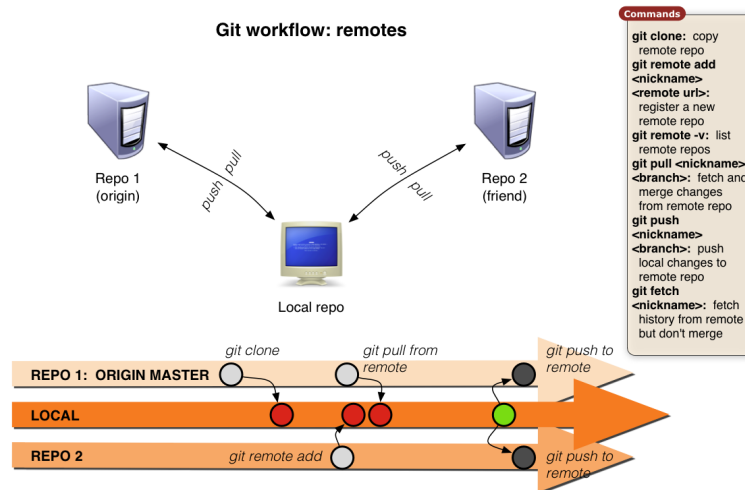 Git workflow: remotes
Repo 1
(origin)
push pull
push pull
Repo 2
(friend)
Local repo
Commands
git clone: copy
remote repo
git remote add
<nickname>
<remote url>:
register a new
remote repo
git remote -v: list
remote repos
git pull <nickname>
<branch>: fetch and
merge changes
from remote repo
git push
<nickname>
<branch>: push
local changes to
remote repo
git fetch
<nickname>: fetch
history from remote
but don't merge
git clone
git pull from
remote
git push to
remote
REPO 1: ORIGIN MASTER
LOCAL
REPO 2
git remote add
git push to
remote